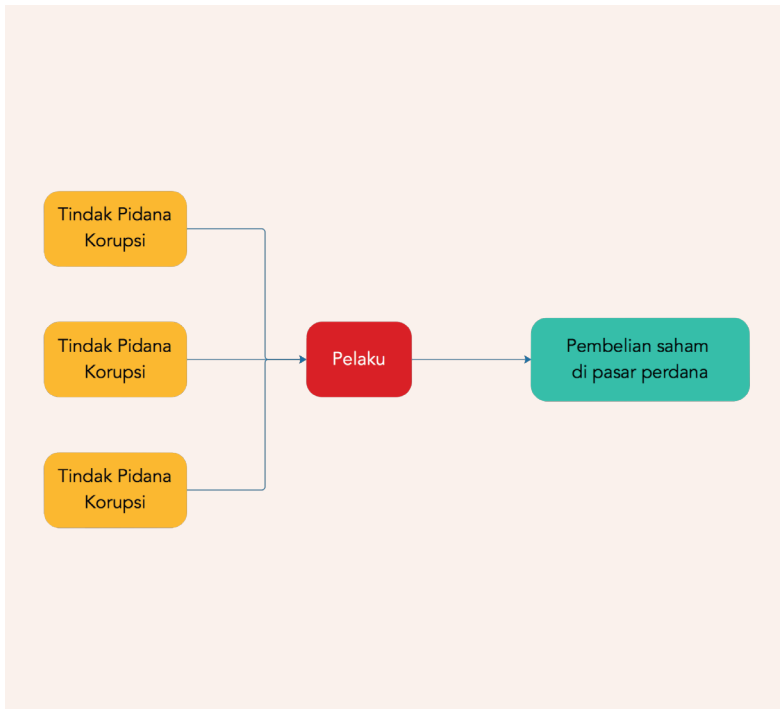 Tindak Pidana
Korupsi
Tindak Pidana
Korupsi
Pelaku
Pembelian saham
di pasar perdana
Tindak Pidana
Korupsi